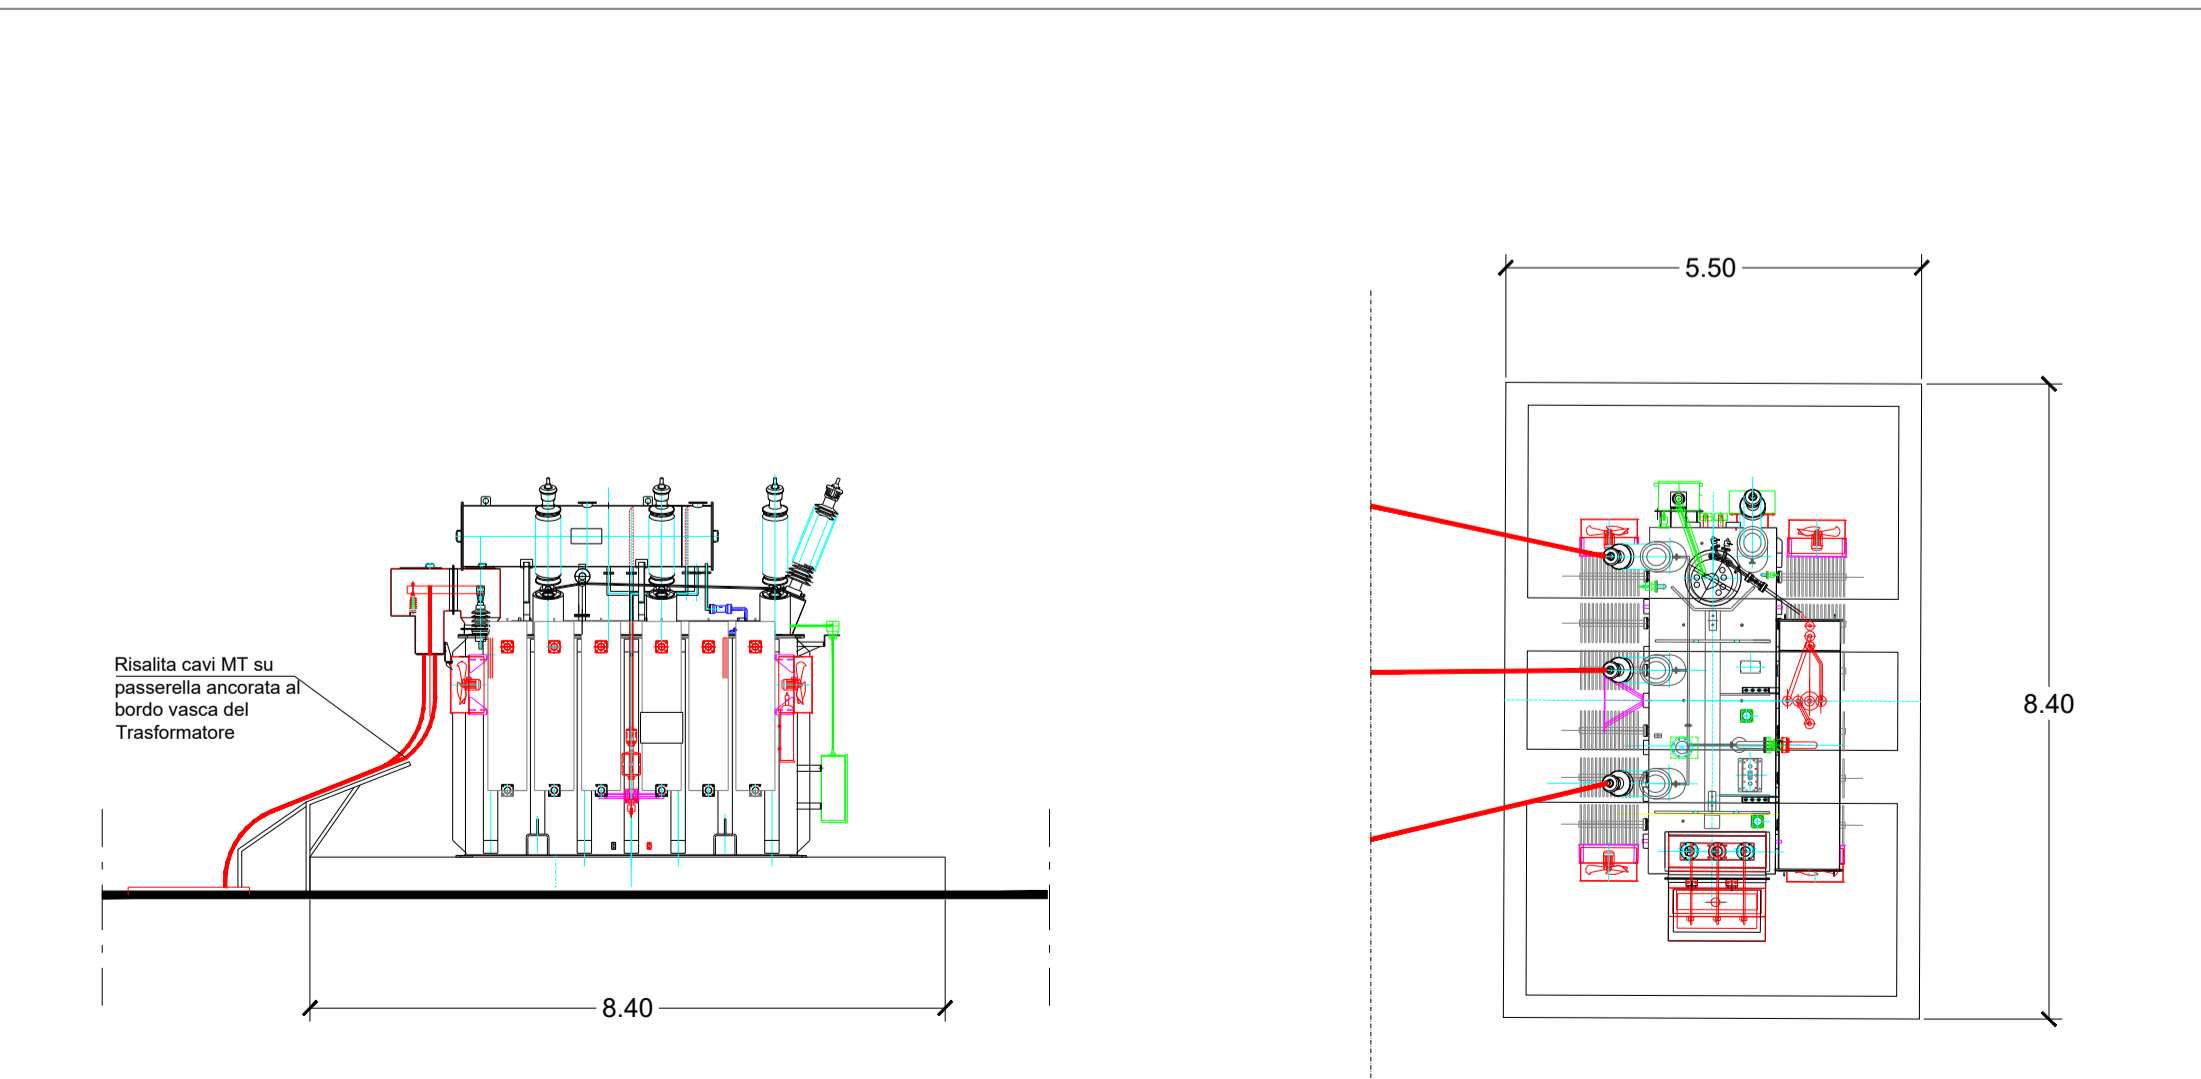 5.50
Risalita cavi MT su
passerella ancorata al
bordo vasca del
Trasformatore
8.40
8.40